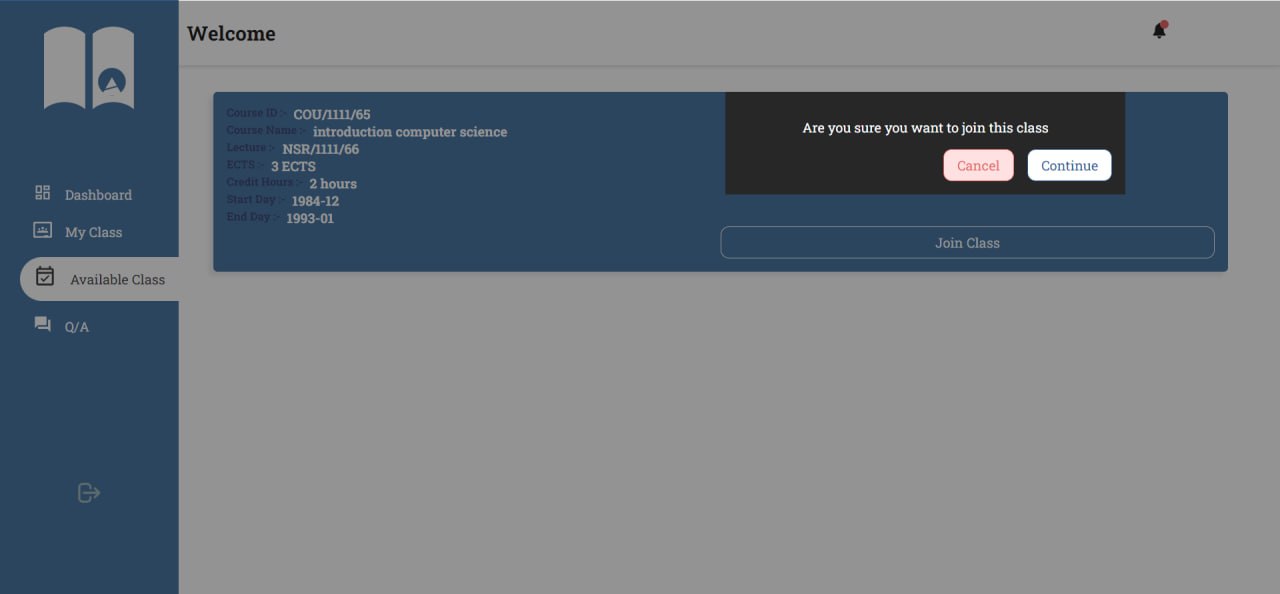 Welcome
Dashboard
My Class
Available Class
Q/A
Course ID :- COU/1111/65
Course Name :- introduction computer science
Lecture :- NSR/1111/66
ECTS :- 3 ECTS
Credit Hours :- 2 hours
Start Day :- 1984-12
End Day :- 1993-01
Are you sure you want to join this class
Cancel Continue
Join Class